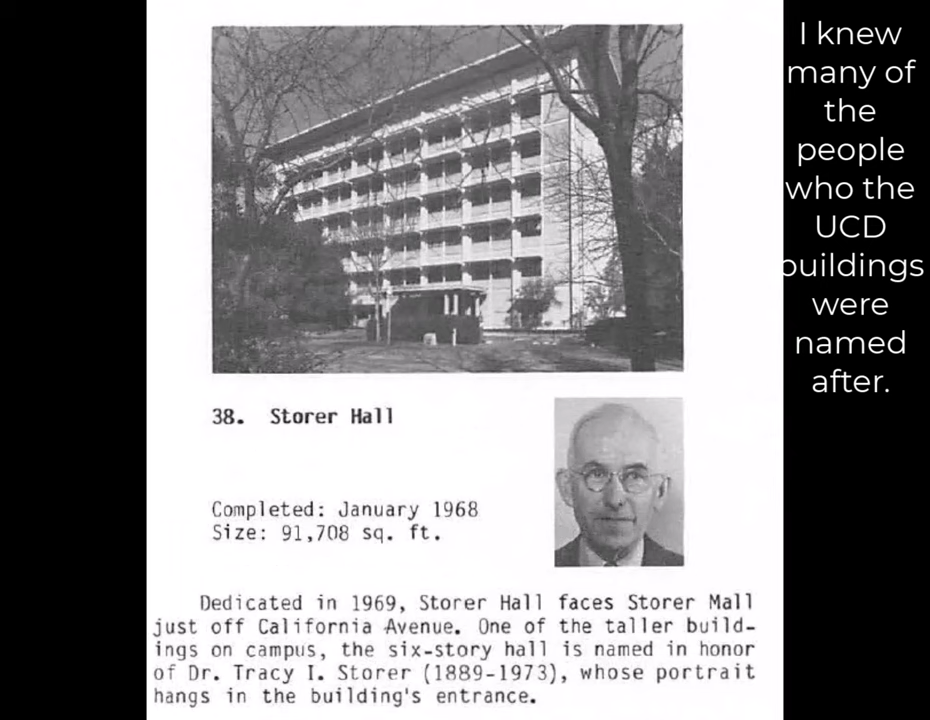 I knew
many of
the
people
who the
UCD
buildings
were
named
after.
38. Storer Hall
Completed: January 1968
Size: 91,708 sq. ft.
Dedicated in 1969, Storer Hall faces Storer Mall
just off California Avenue. One of the taller build-
ings on campus, the six-story hall is named in honor
of Dr. Tracy I. Storer (1889-1973), whose portrait
hangs in the building's entrance.